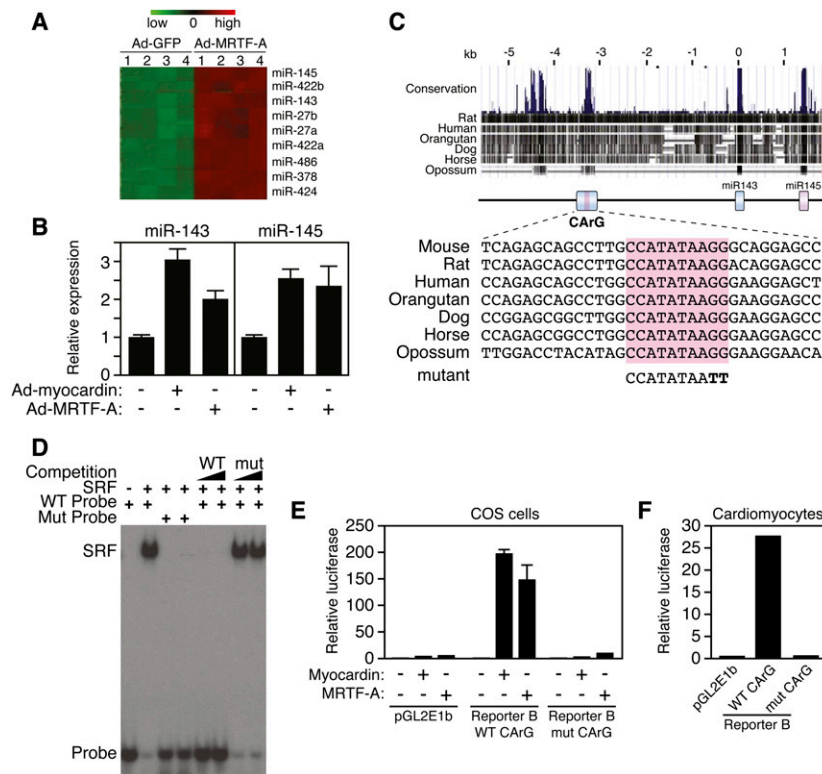 A
low 0 high
Ad-GFP Ad-MRTF-A
1 2 3 4 1 2 3 4
miR-145
miR-422b
miR-143
miR-27b
miR-27a
miR-422a
miR-486
miR-378
miR-424
B
miR-143 miR-145
Relative expression
3
2
1
0
Ad-myocardin: - + - - + -
Ad-MRTF-A: - - + - - +
C
kb -5 -4 -3 -2 -1 0 1
Conservation
Rat
Human
Orangutan
Dog
Horse
Opossum
miR143 miR145
CArG
Mouse TCAGAGCAGCCTTGCCATATAAGGGCAGGAGCC
Rat TCAGAGCAGCCTTGCCATATAAGGACAGGAGCC
Human CCAGAGCAGCCTGGCCATATAAGGGAAGGAGCT
Orangutan CCAGAGCAGCCTGGCCATATAAGGGAAGGAGCC
Dog CCGGAGCGGCTTGGCCATATAAGGGAAGGAGCC
Horse CCAGAGCGGCCTGGCCATATAAGGGAAGGAGCC
Opossum TTGGACCTACATAGCCATATAAGGGAAGGAACA
mutant CCATATAATT
D
WT mut
Competition
SRF - + + + + + + +
WT Probe + + + + + +
Mut Probe + +
SRF
Probe
E
COS cells
Relative luciferase
250
200
150
100
50
0
Myocardin: - + - - + - - + -
MRTF-A: - - + - - + - - +
pGL2E1b Reporter B WT CArG Reporter B mut CArG
F
Cardiomyocytes
Relative luciferase
30
25
20
15
10
5
0
pGL2E1b WT CArG mut CArG
Reporter B